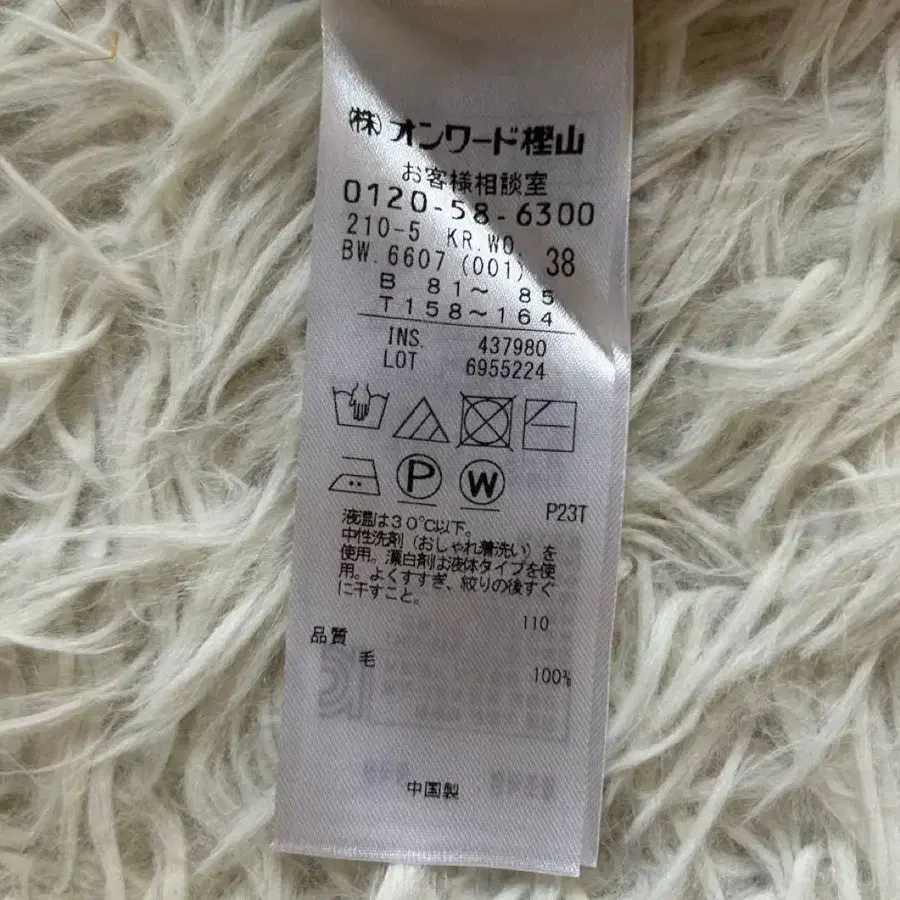 ㈱オンワード樫山
お客様相談室
0120-58-6300
210-5 KR.WO.
BW.6607 (001) 38
B 81～ 85
T158～164
INS. 437980
LOT 6955224
P W
P23T
液温は30℃以下。
中性洗剤（おしゃれ着洗い）を
使用。漂白剤は液体タイプを使
用。よくすすぎ、絞りの後すぐ
に干すこと。
110
品質
毛
100%
中国製